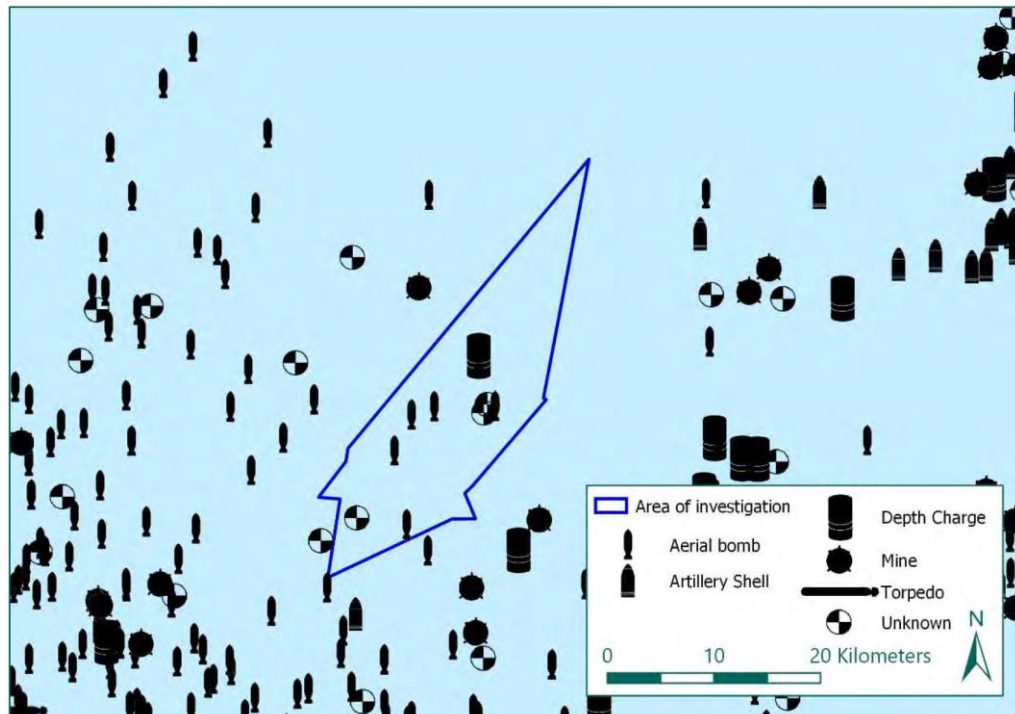 Area of investigation
Aerial bomb
Artillery Shell
Depth Charge
Mine
Torpedo
Unknown
N
0 10 20 Kilometers